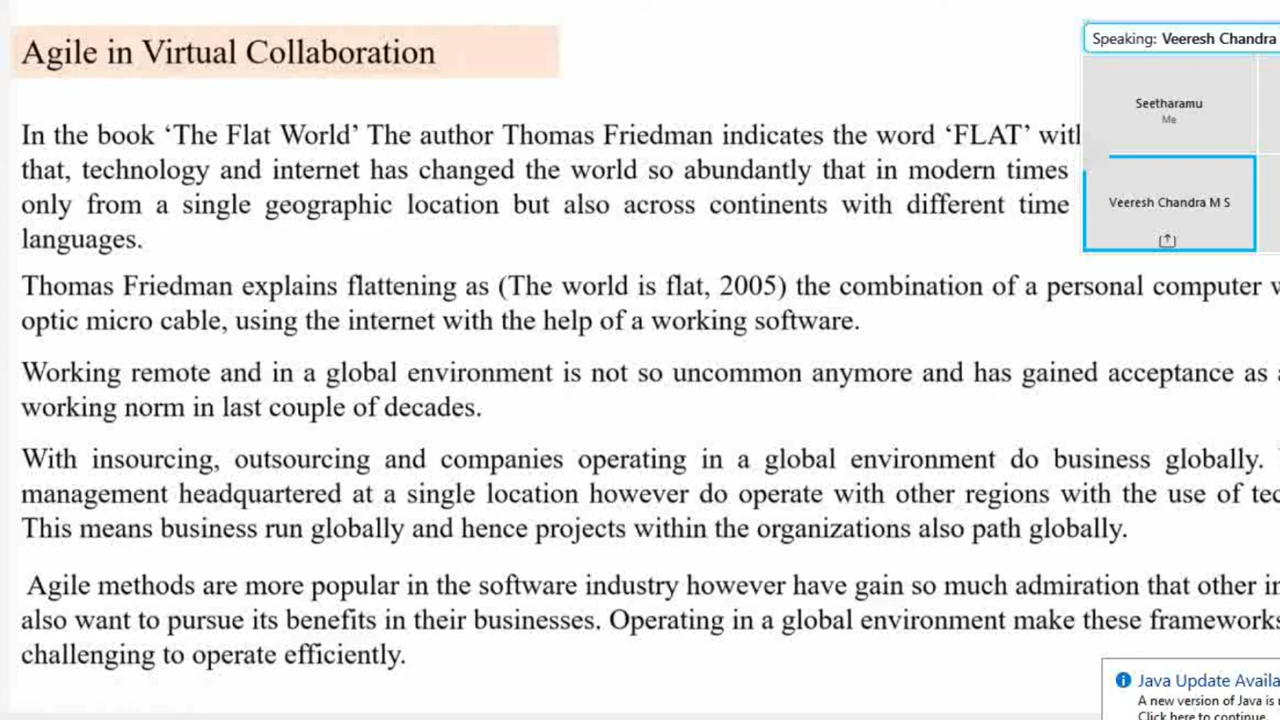 Agile in Virtual Collaboration
In the book ‘The Flat World’ The author Thomas Friedman indicates the word ‘FLAT’
that, technology and internet has changed the world so abundantly that in modern times
only from a single geographic location but also across continents with different time
languages.
Thomas Friedman explains flattening as (The world is flat, 2005) the combination of a personal computer
optic micro cable, using the internet with the help of a working software.
Working remote and in a global environment is not so uncommon anymore and has gained acceptance as
working norm in last couple of decades.
With insourcing, outsourcing and companies operating in a global environment do business globally.
management headquartered at a single location however do operate with other regions with the use of
This means business run globally and hence projects within the organizations also path globally.
Agile methods are more popular in the software industry however have gain so much admiration that other
also want to pursue its benefits in their businesses. Operating in a global environment make these frameworks
challenging to operate efficiently.
Speaking: Veeresh Chandra
Seetharamu
Me
Veeresh Chandra M S
Java Update
A new version of Java is
Click here to continue